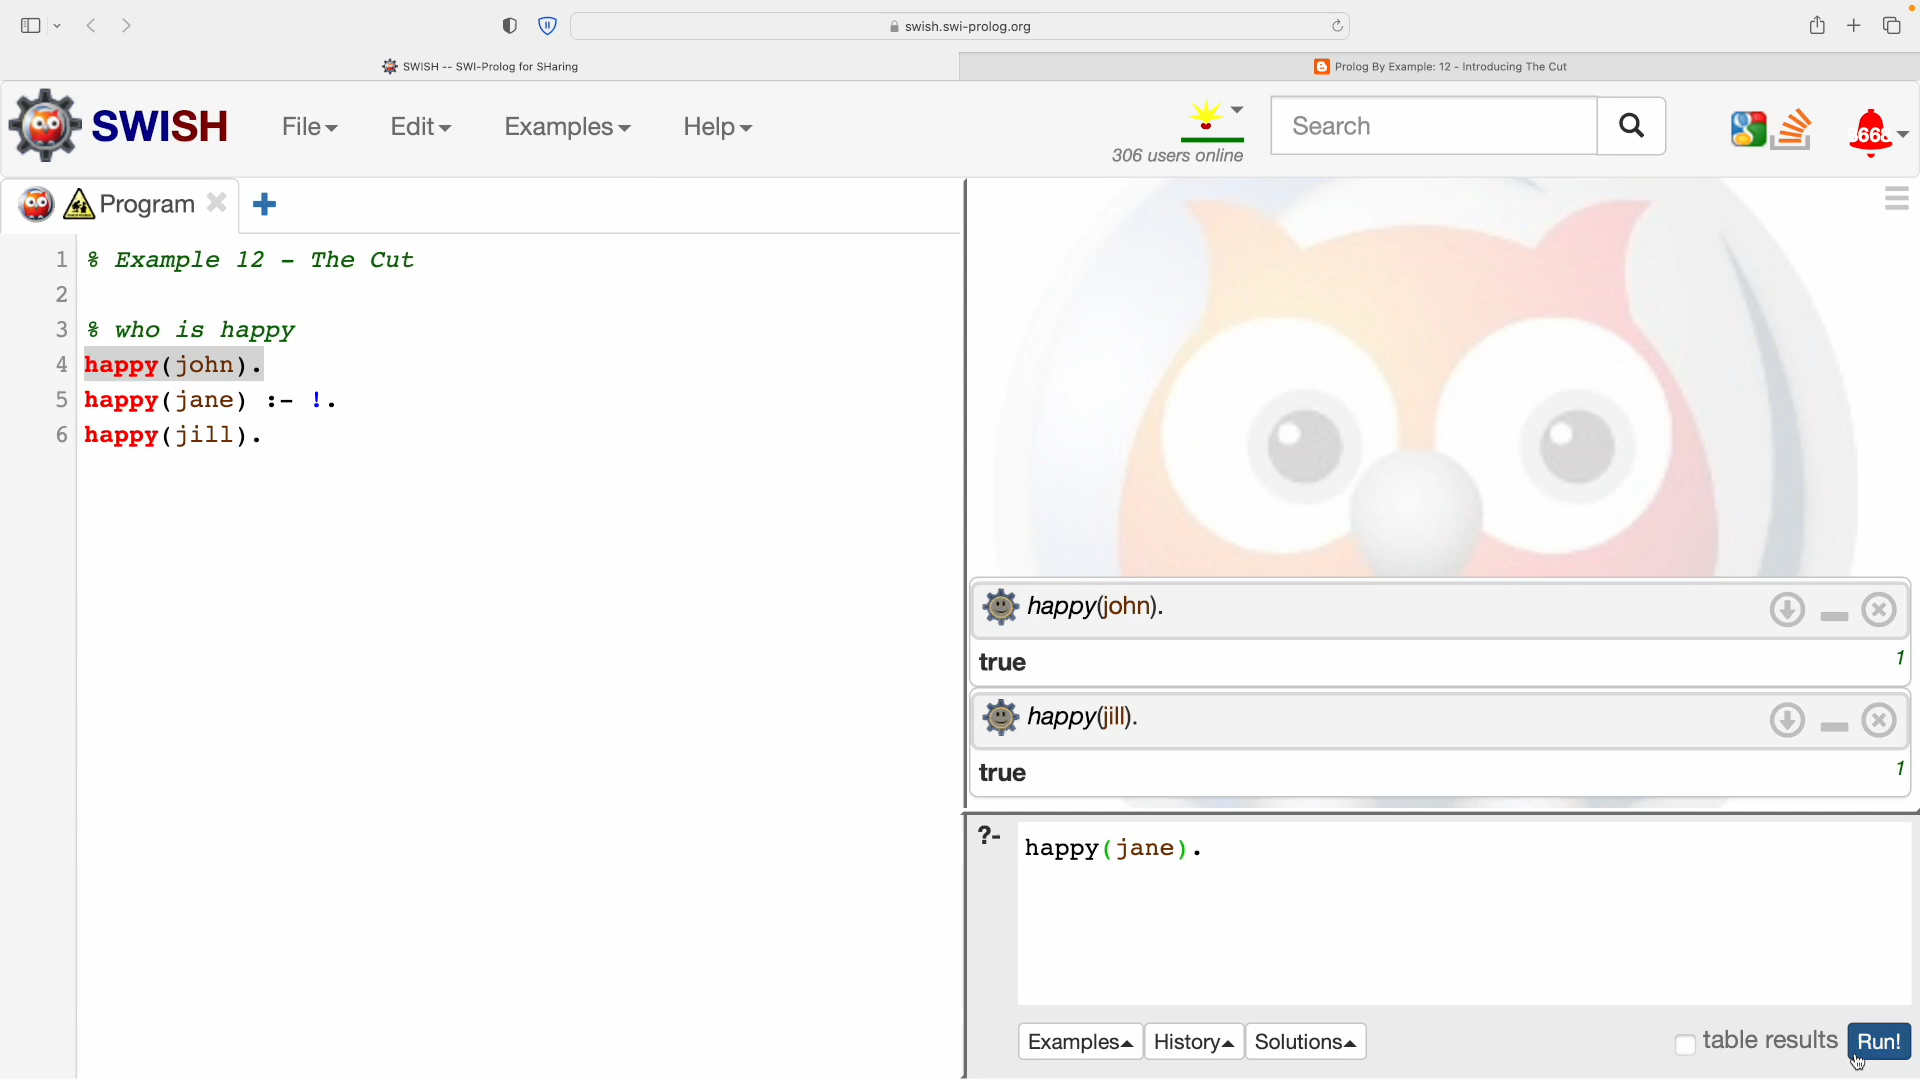 swish.swi-prolog.org
SWISH -- SWI-Prolog for SHaring
Prolog By Example: 12 - Introducing The Cut
SWISH File Edit Examples Help
306 users online
Search
Program
1 % Example 12 - The Cut
2
3 % who is happy
4 happy(john).
5 happy(jane) :- !.
6 happy(jill).
happy(john).
true 1
happy(jill).
true 1
?- happy(jane).
Examples History Solutions table results Run!